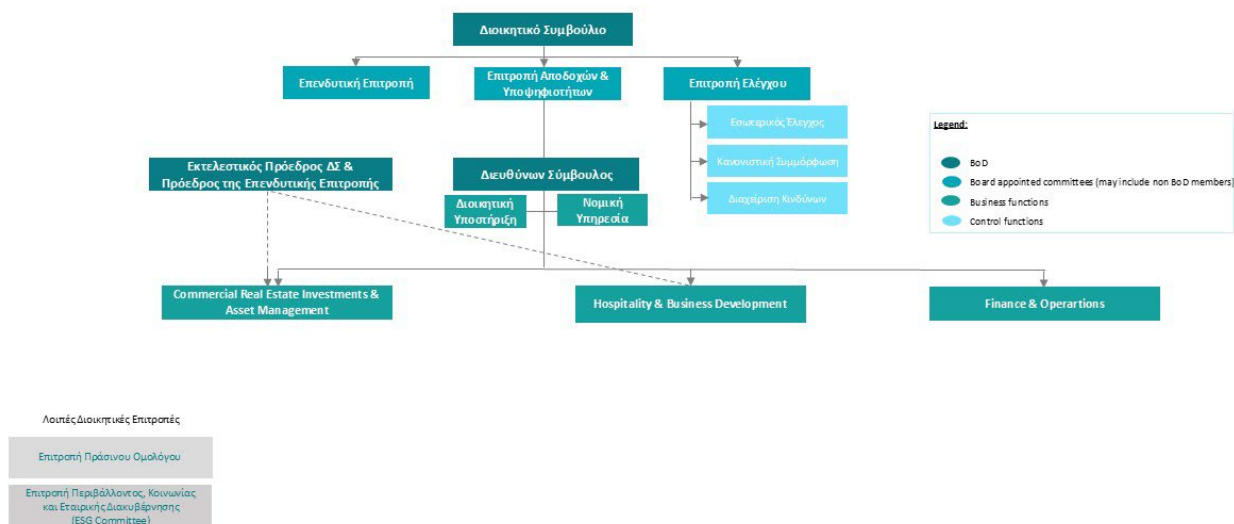 Διοικητικό Συμβούλιο
Επενδυτική Επιτροπή
Επιτροπή Αποδοχών &
Υποψηφιοτήτων
Επιτροπή Ελέγχου
Εσωτερικός Έλεγχος
Κανονιστική Συμμόρφωση
Διαχείριση Κινδύνων
Legend:
BoD
Board appointed committees (may include non BoD members)
Business functions
Control functions
Εκτελεστικός Πρόεδρος ΔΣ &
Πρόεδρος της Επενδυτικής Επιτροπής
Διευθύνων Σύμβουλος
Διοικητική
Υποστήριξη
Νομική
Υπηρεσία
Commercial Real Estate Investments &
Asset Management
Hospitality & Business Development
Finance & Operartions
Λοιπές Διοικητικές Επιτροπές
Επιτροπή Πράσινου Ομολόγου
Επιτροπή Περιβάλλοντος, Κοινωνίας
και Εταιρικής Διακυβέρνησης
(ESG Committee)